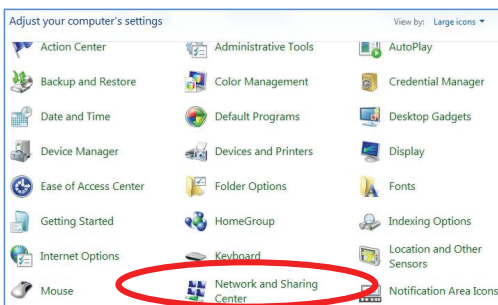 Adjust your computer's settings View by: Large icons
Action Center Administrative Tools AutoPlay
Backup and Restore Color Management Credential Manager
Date and Time Default Programs Desktop Gadgets
Device Manager Devices and Printers Display
Ease of Access Center Folder Options Fonts
Getting Started HomeGroup Indexing Options
Internet Options Keyboard Location and Other
Sensors
Mouse Network and Sharing Notification Area Icons
Center